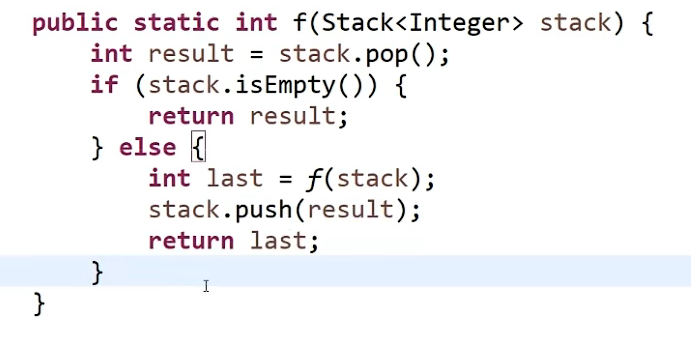 public static int f(Stack<Integer> stack) {
    int result = stack.pop();
    if (stack.isEmpty()) {
        return result;
    } else {
        int last = f(stack);
        stack.push(result);
        return last;
    }
}